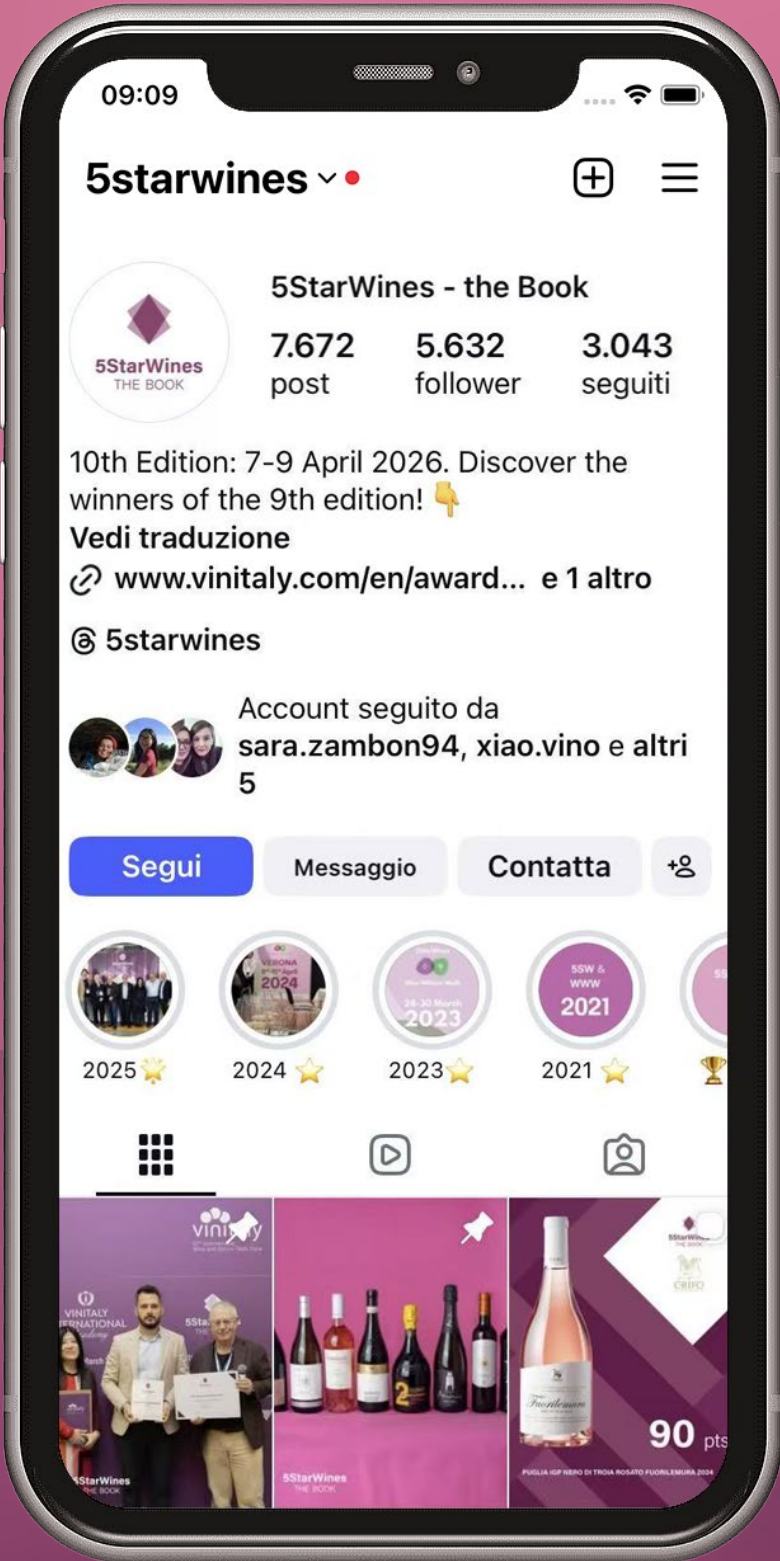 09:09
5starwines
5StarWines
THE BOOK
5StarWines - the Book
7.672 5.632 3.043
post follower seguiti
10th Edition: 7-9 April 2026. Discover the
winners of the 9th edition! 👇
Vedi traduzione
www.vinitaly.com/en/award... e 1 altro
5starwines
Account seguito da
sara.zambon94, xiao.vino e altri
5
Segui Messaggio Contatta
VERONA
2024
28-30 March
2023
5SW &
WWW
2021
2025🌟 2024 ⭐ 2023⭐ 2021 ⭐ 🏆
VINITALY
INTERNATIONAL
5StarWines
THE BOOK
5StarWines
THE BOOK
5StarWines
THE BOOK
CRIFO
Fuorilemura
90 pts
PUGLIA IGP NERO DI TROIA ROSATO FUORILEMURA 2024